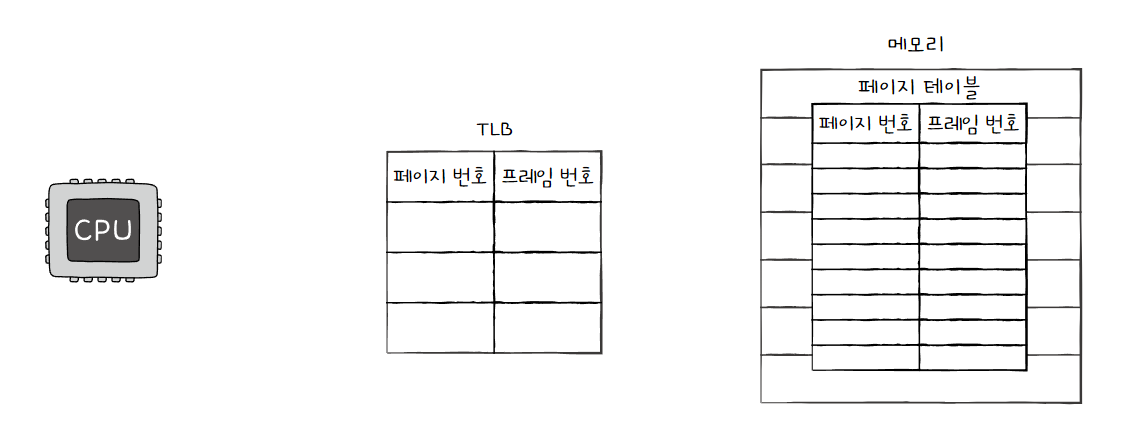 메모리
페이지 테이블
페이지 번호 프레임 번호
TLB
페이지 번호 프레임 번호
CPU